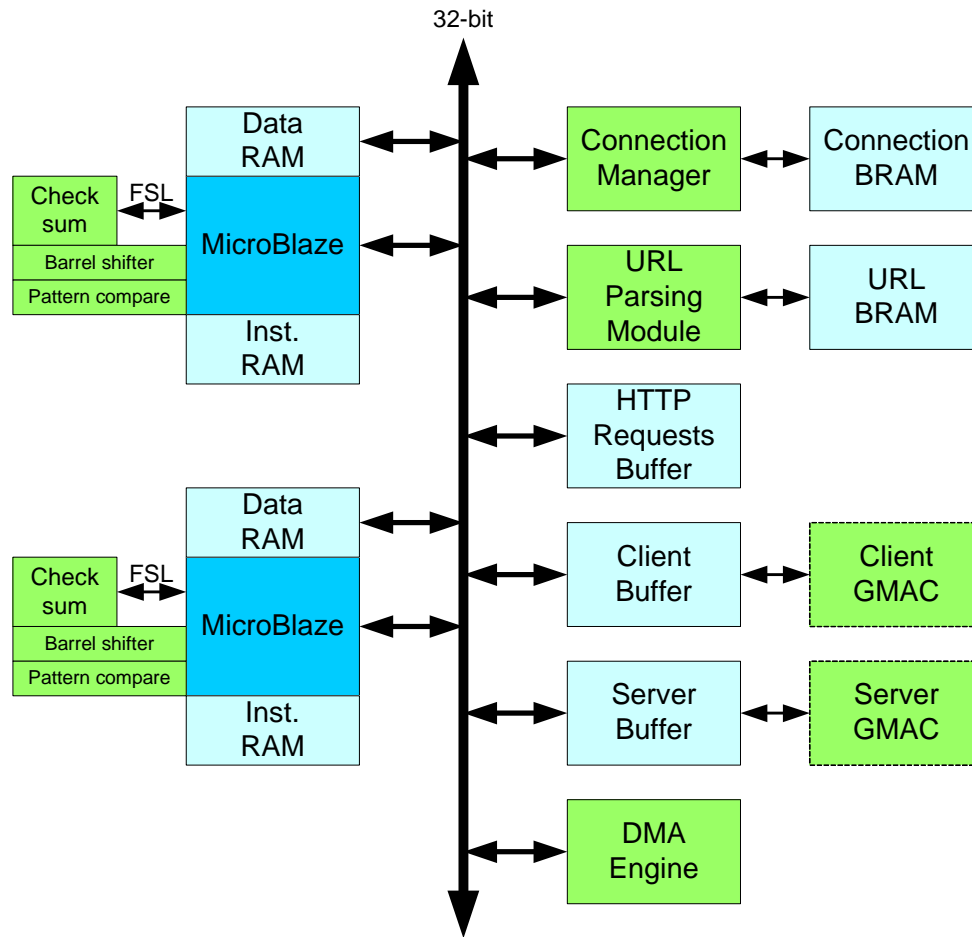 32-bit
Data
RAM
Check
sum
FSL
MicroBlaze
Barrel shifter
Pattern compare
Inst.
RAM
Data
RAM
Check
sum
FSL
MicroBlaze
Barrel shifter
Pattern compare
Inst.
RAM
Connection
Manager
Connection
BRAM
URL
Parsing
Module
URL
BRAM
HTTP
Requests
Buffer
Client
Buffer
Client
GMAC
Server
Buffer
Server
GMAC
DMA
Engine